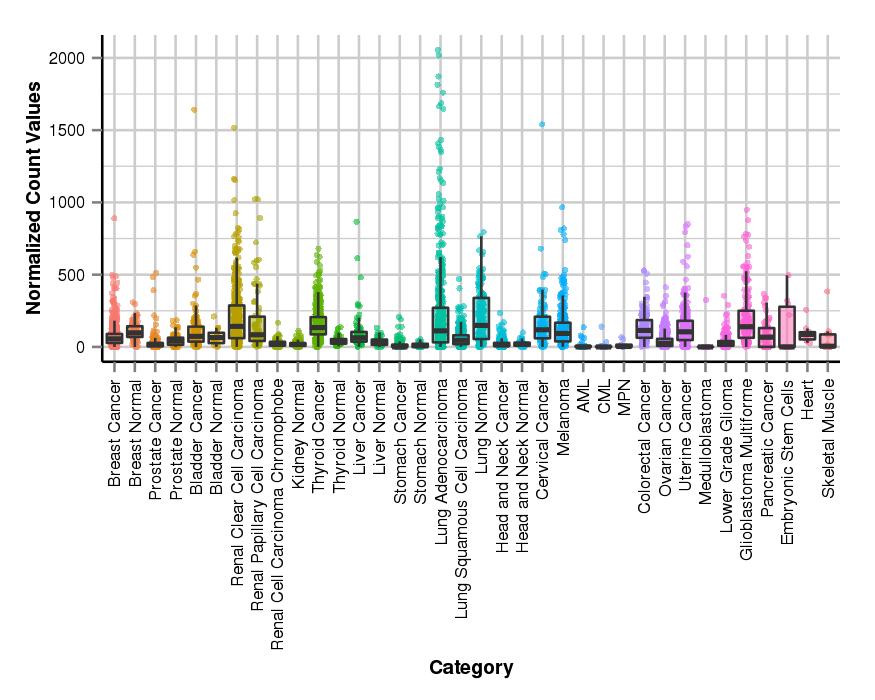 Normalized Count Values
2000
1500
1000
500
0
Breast Cancer
Breast Normal
Prostate Cancer
Prostate Normal
Bladder Cancer
Bladder Normal
Renal Clear Cell Carcinoma
Renal Papillary Cell Carcinoma
Renal Cell Carcinoma Chromophobe
Kidney Normal
Thyroid Cancer
Thyroid Normal
Liver Cancer
Liver Normal
Stomach Cancer
Stomach Normal
Lung Adenocarcinoma
Lung Squamous Cell Carcinoma
Lung Normal
Head and Neck Cancer
Head and Neck Normal
Cervical Cancer
Melanoma
AML
CML
MPN
Colorectal Cancer
Ovarian Cancer
Uterine Cancer
Medulloblastoma
Lower Grade Glioma
Glioblastoma Multiforme
Pancreatic Cancer
Embryonic Stem Cells
Heart
Skeletal Muscle
Category